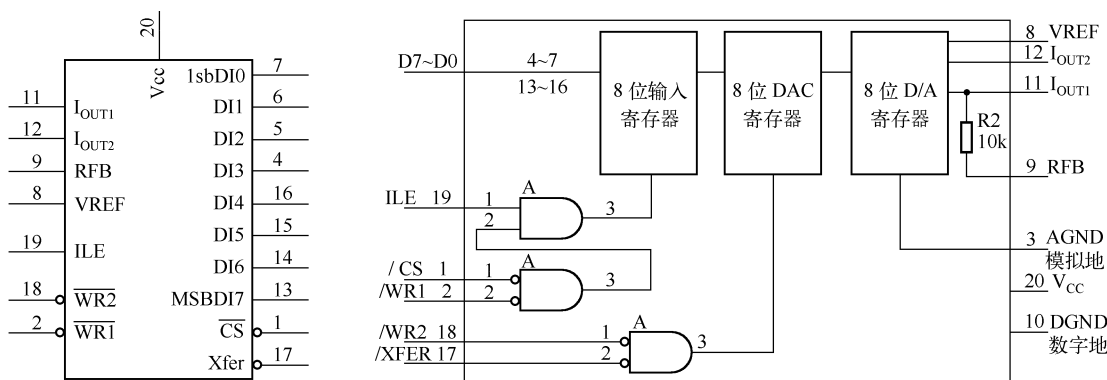 20
Vcc
11 I_OUT1
12 I_OUT2
9 RFB
8 VREF
19 ILE
18 WR2
2 WR1
1sbDI0 7
DI1 6
DI2 5
DI3 4
DI4 16
DI5 15
DI6 14
MSBDI7 13
CS 1
Xfer 17
D7~D0
4~7
13~16
8 位输入
寄存器
8 位 DAC
寄存器
8 位 D/A
寄存器
8 VREF
12 I_OUT2
11 I_OUT1
R2
10k
9 RFB
ILE 19
1
2
A
3
/ CS 1
/WR1 2
1
2
A
3
/WR2 18
/XFER 17
1
2
A
3
3 AGND
模拟地
20 V_CC
10 DGND
数字地